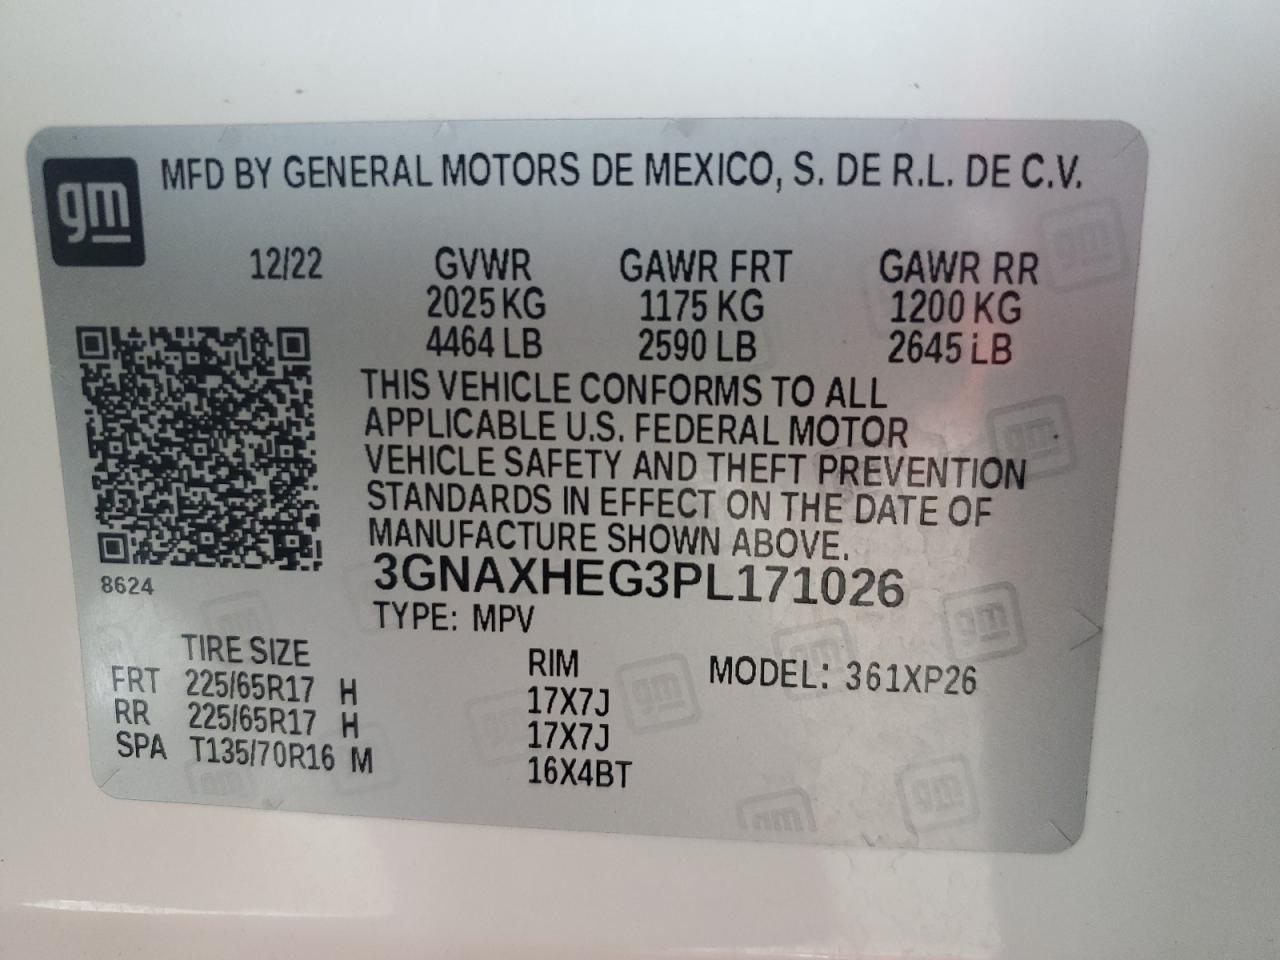 gm MFD BY GENERAL MOTORS DE MEXICO, S. DE R.L. DE C.V.
12/22 GVWR GAWR FRT GAWR RR
2025 KG 1175 KG 1200 KG
4464 LB 2590 LB 2645 LB
THIS VEHICLE CONFORMS TO ALL
APPLICABLE U.S. FEDERAL MOTOR
VEHICLE SAFETY AND THEFT PREVENTION
STANDARDS IN EFFECT ON THE DATE OF
MANUFACTURE SHOWN ABOVE.
8624 3GNAXHEG3PL171026
TYPE: MPV
TIRE SIZE RIM MODEL: 361XP26
FRT 225/65R17 H 17X7J
RR 225/65R17 H 17X7J
SPA T135/70R16 M 16X4BT